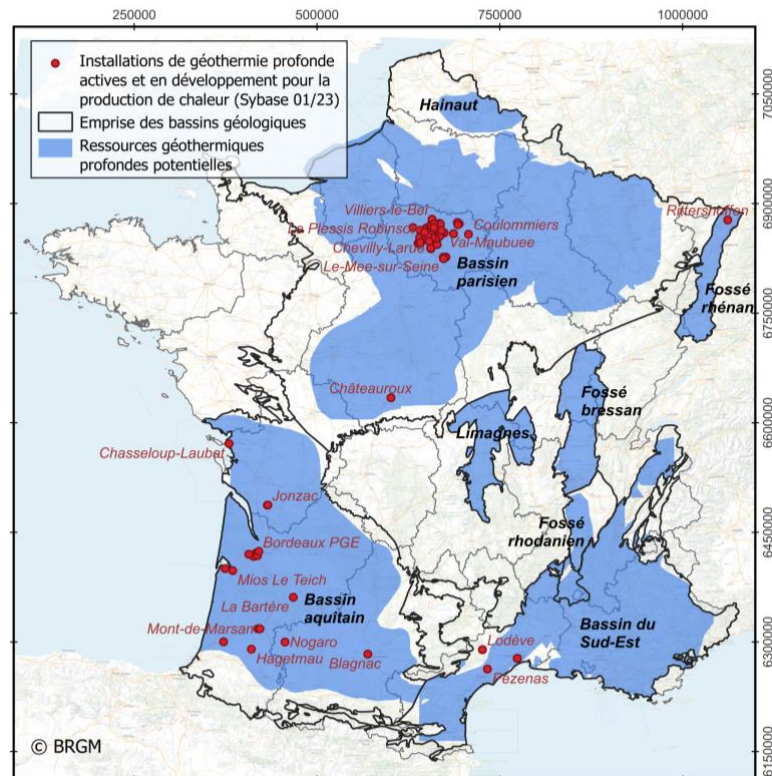 250000
500000
750000
1000000
Installations de géothermie profonde
actives et en développement pour la
production de chaleur (Sybase 01/23)
Emprise des bassins géologiques
Ressources géothermiques
profondes potentielles
7050000
6900000
6750000
6600000
6450000
6300000
6150000
Hainaut
Villiers-le-Bel
Le Plessis Robinson
Coulommiers
Chevilly-Larue
Val-Maubuee
Le-Mee-sur-Seine
Bassin
parisien
Rittershoffen
Fossé
rhénan
Châteauroux
Fossé
bressan
Limagnes
Chasseloup-Laubat
Jonzac
Fossé
rhodanien
Bordeaux PGE
Mios Le Teich
La Bartère
Bassin
aquitain
Mont-de-Marsan
Nogaro
Hagetmau
Blagnac
Lodève
Pézenas
Bassin du
Sud-Est
© BRGM